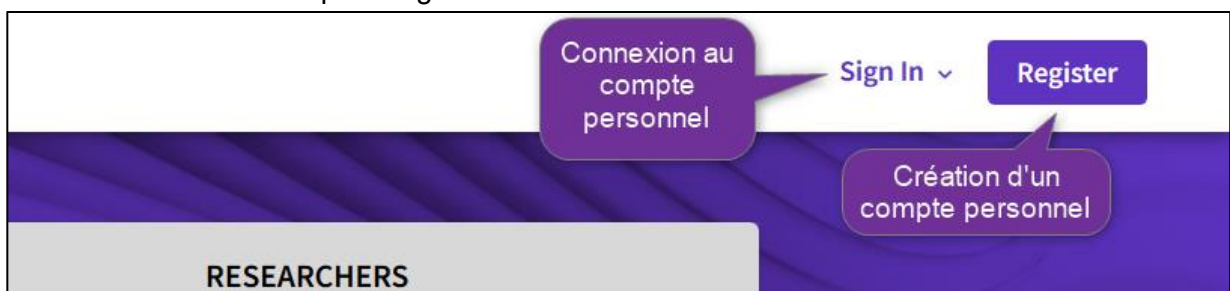 Connexion au
compte
personnel
Sign In
Register
Création d'un
compte personnel
RESEARCHERS